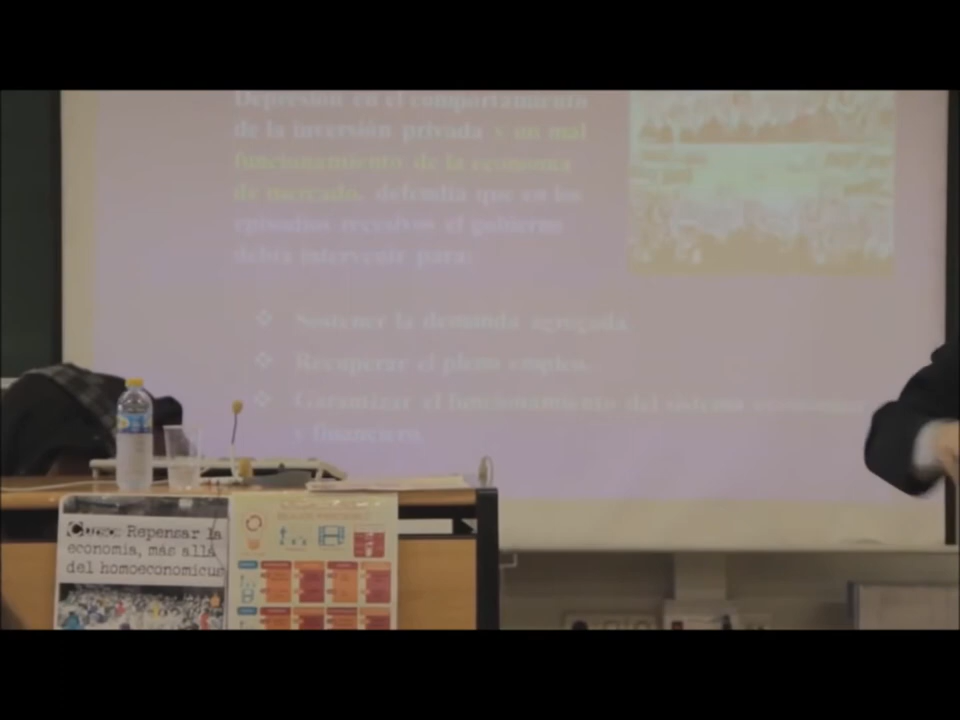 Depresión en el comportamiento
de la inversión privada y un mal
funcionamiento de la economía
de mercado, defendía que en los
episodios recesivos el gobierno
debía intervenir para:
❖ Sostener la demanda agregada.
❖ Recuperar el pleno empleo.
❖ Garantizar el funcionamiento del sistema
y financiero.
Curso: Repensar la
economía, más allá
del homoeconomicus